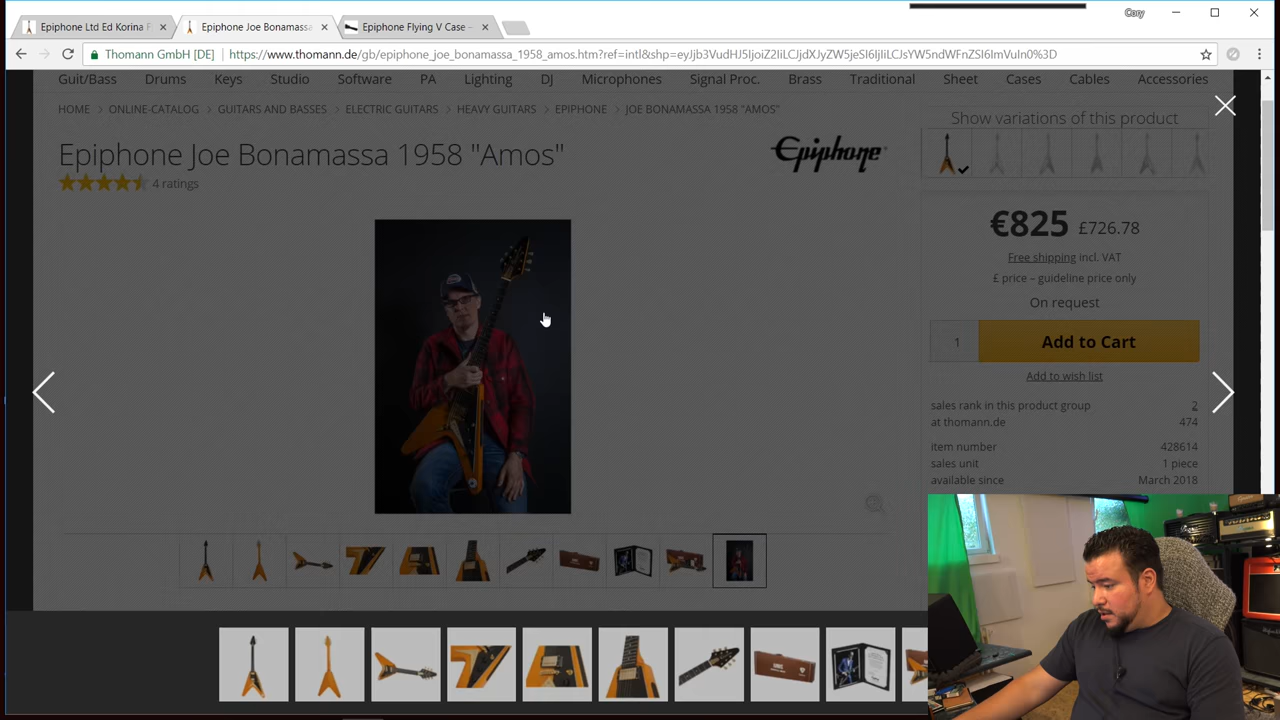 Cory
Epiphone Ltd Ed Korina F
Epiphone Joe Bonamassa
Epiphone Flying V Case -
Thomann GmbH [DE]
https://www.thomann.de/gb/epiphone_joe_bonamassa_1958_amos.htm?ref=intl&shp=eyJjb3VudHJ5IjoiZ2IiLCJjdXJyZW5jeSI6IjIiLCJsYW5ndWFnZSI6ImVuIn0%3D
Guit/Bass Drums Keys Studio Software PA Lighting DJ Microphones Signal Proc. Brass Traditional Sheet Cases Cables Accessories
HOME ONLINE-CATALOG GUITARS AND BASSES ELECTRIC GUITARS HEAVY GUITARS EPIPHONE JOE BONAMASSA 1958 "AMOS"
Show variations of this product
Epiphone Joe Bonamassa 1958 "Amos"
Epiphone
4 ratings
€825 £726.78
Free shipping incl. VAT
£ price – guideline price only
On request
1 Add to Cart
Add to wish list
sales rank in this product group 2
at thomann.de 474
item number 428614
sales unit 1 piece
available since March 2018